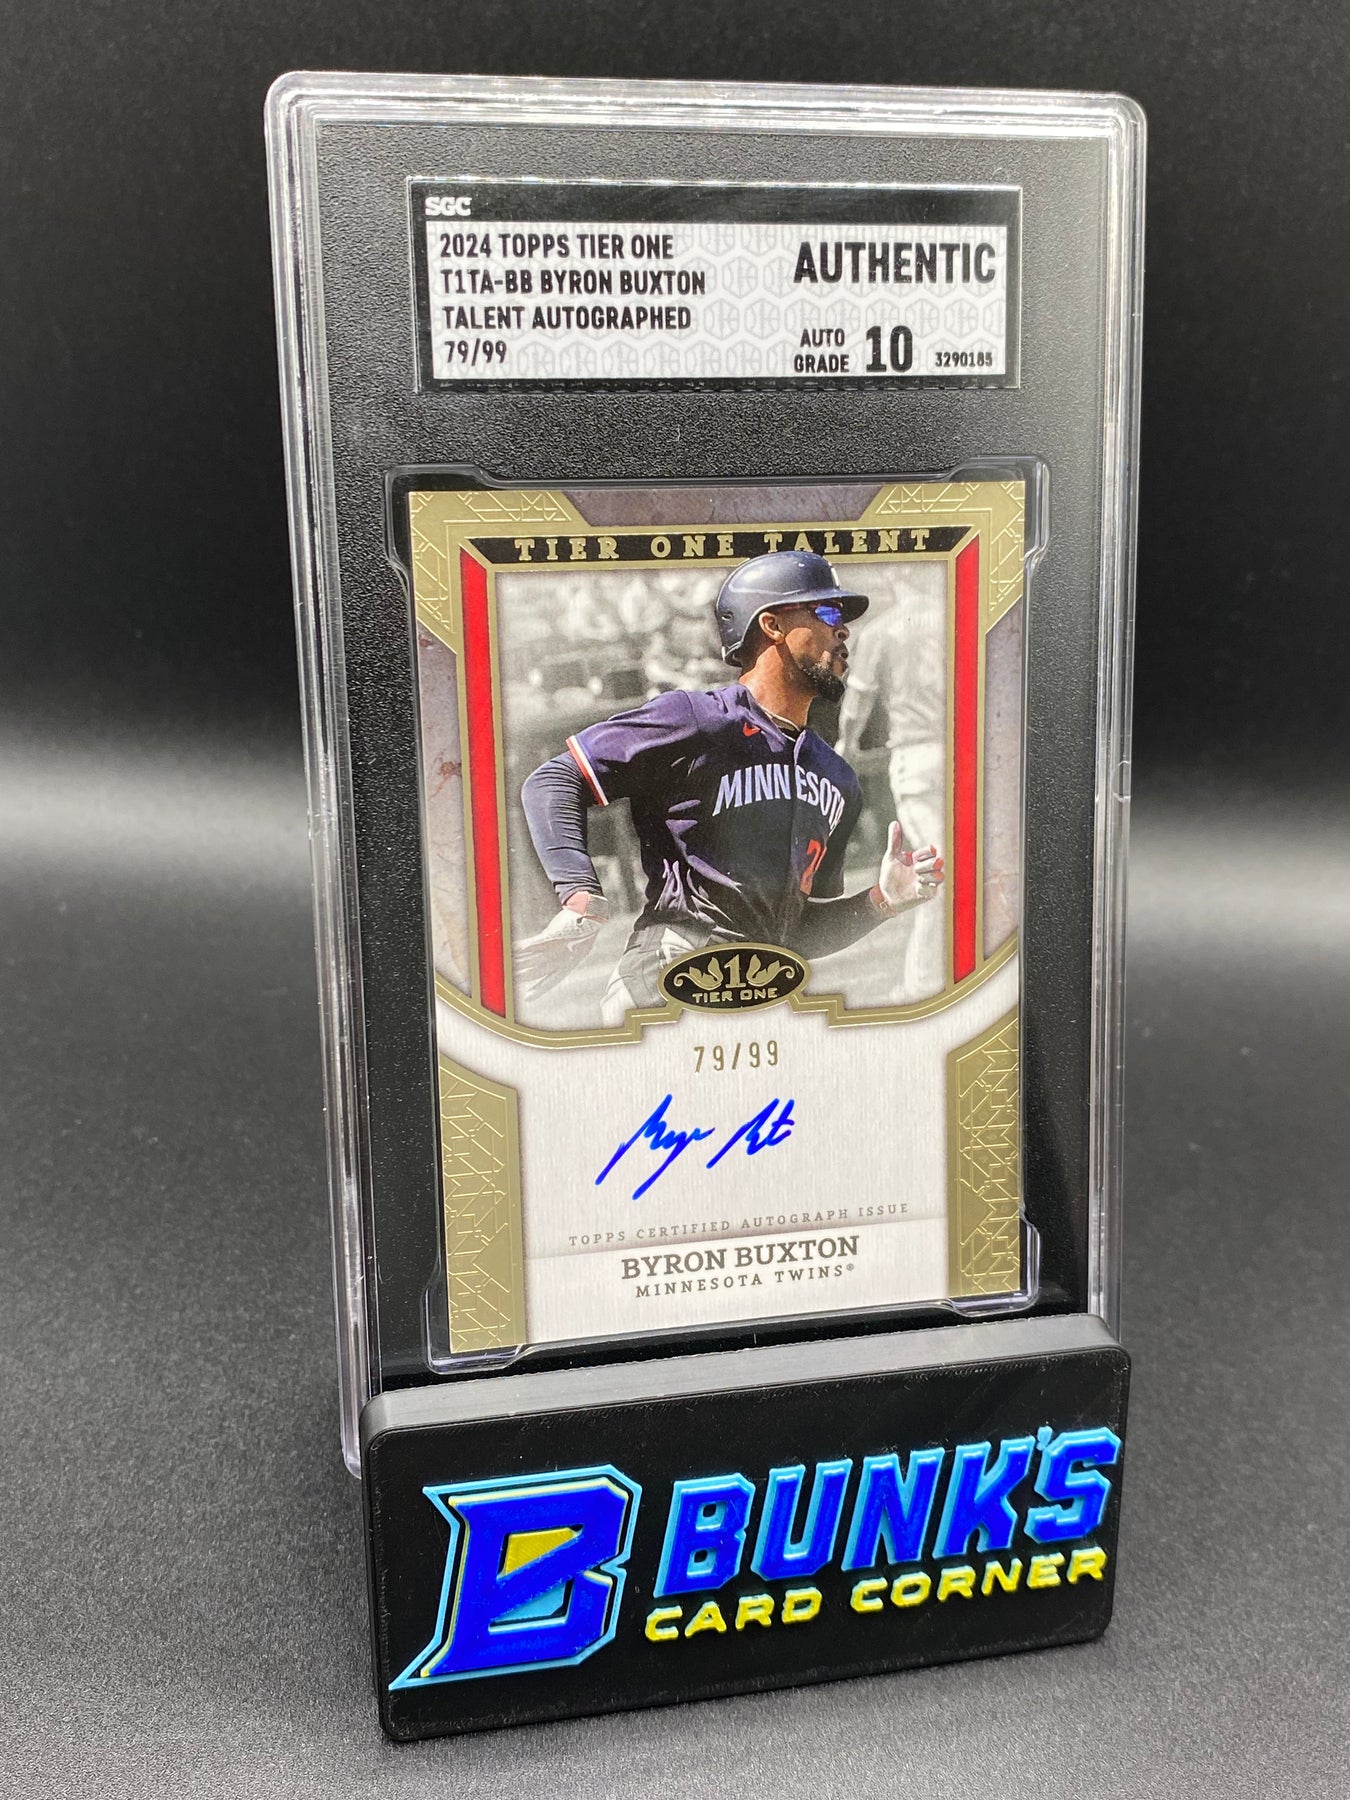 SGC
2024 TOPPS TIER ONE
T1TA-BB BYRON BUXTON
TALENT AUTOGRAPHED
79/99
AUTHENTIC
AUTO
GRADE 10
3290185
TIER ONE TALENT
MINNESOTA
1
TIER ONE
79/99
TOPPS CERTIFIED AUTOGRAPH ISSUE
BYRON BUXTON
MINNESOTA TWINS®
B
BUNK'S
CARD CORNER